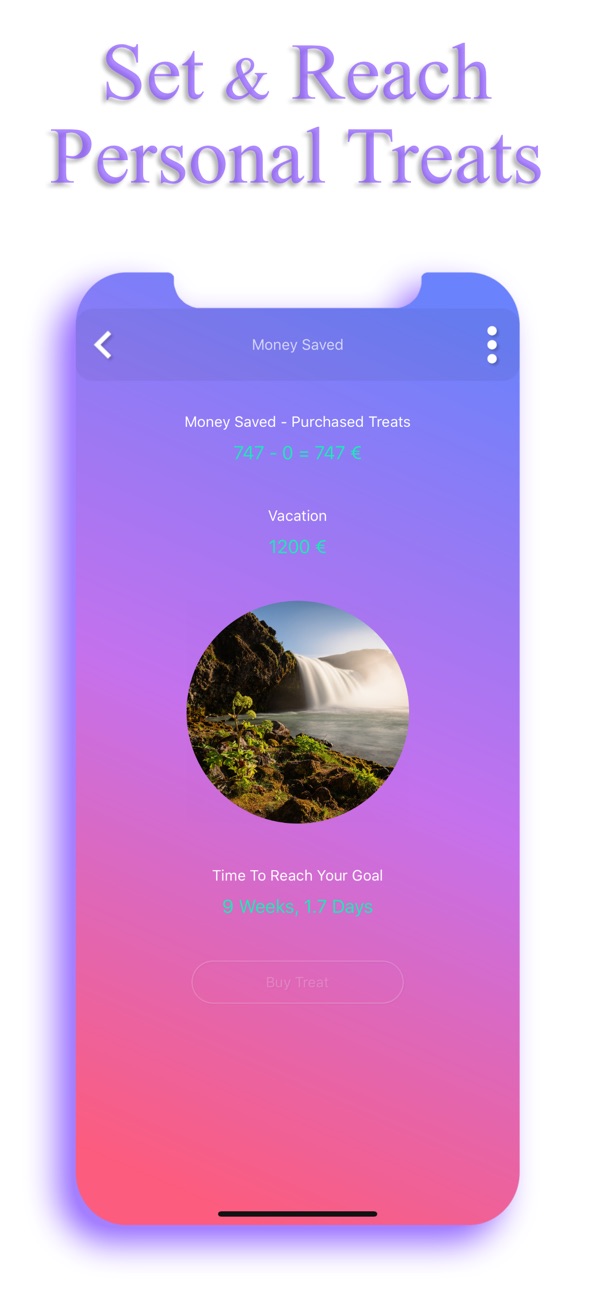 Set & Reach
Personal Treats
Money Saved
Money Saved - Purchased Treats
747 - 0 = 747 €
Vacation
1200 €
Time To Reach Your Goal
9 Weeks, 1.7 Days
Buy Treat